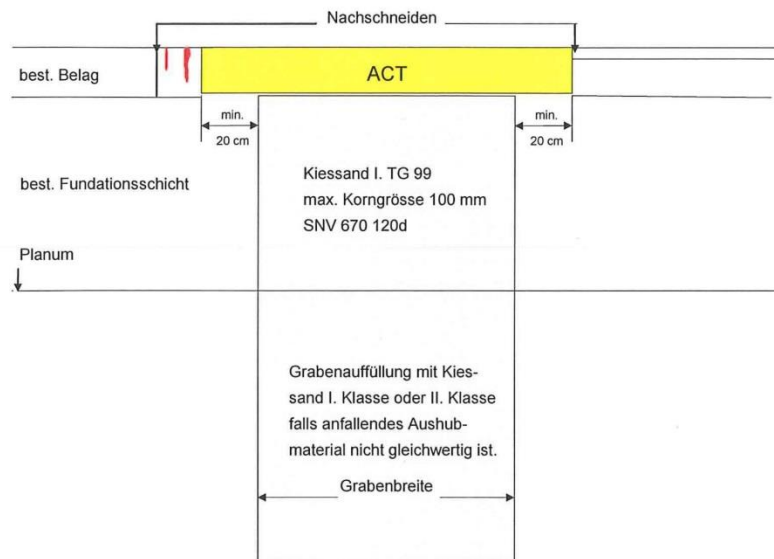 Nachschneiden
best. Belag
ACT
min.
20 cm
min.
20 cm
best. Fundationsschicht
Kiessand I. TG 99
max. Korngrösse 100 mm
SNV 670 120d
Planum
Grabenauffüllung mit Kies-
sand I. Klasse oder II. Klasse
falls anfallendes Aushub-
material nicht gleichwertig ist.
Grabenbreite